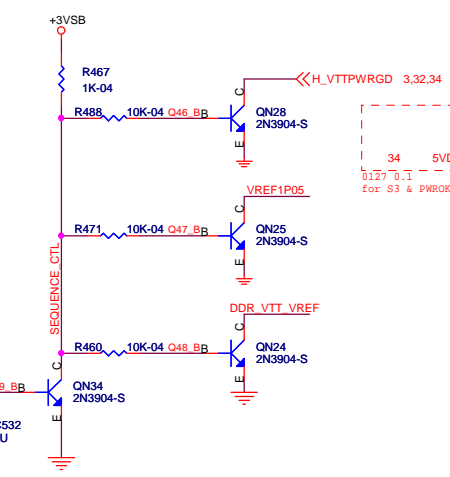 +3VSB
R467
1K-04
H_VTTPWRGD 3,32,34
R488 10K-04 Q46_B B C E
QN28
2N3904-S
34 5VD
0127 0.1
for S3 & PWROK
VREF1P05
R471 10K-04 Q47_B B C E
QN25
2N3904-S
SEQUENCE_CTL
DDR_VTT_VREF
R460 10K-04 Q48_B B C E
QN24
2N3904-S
9_B B C E
QN34
2N3904-S
C532
U